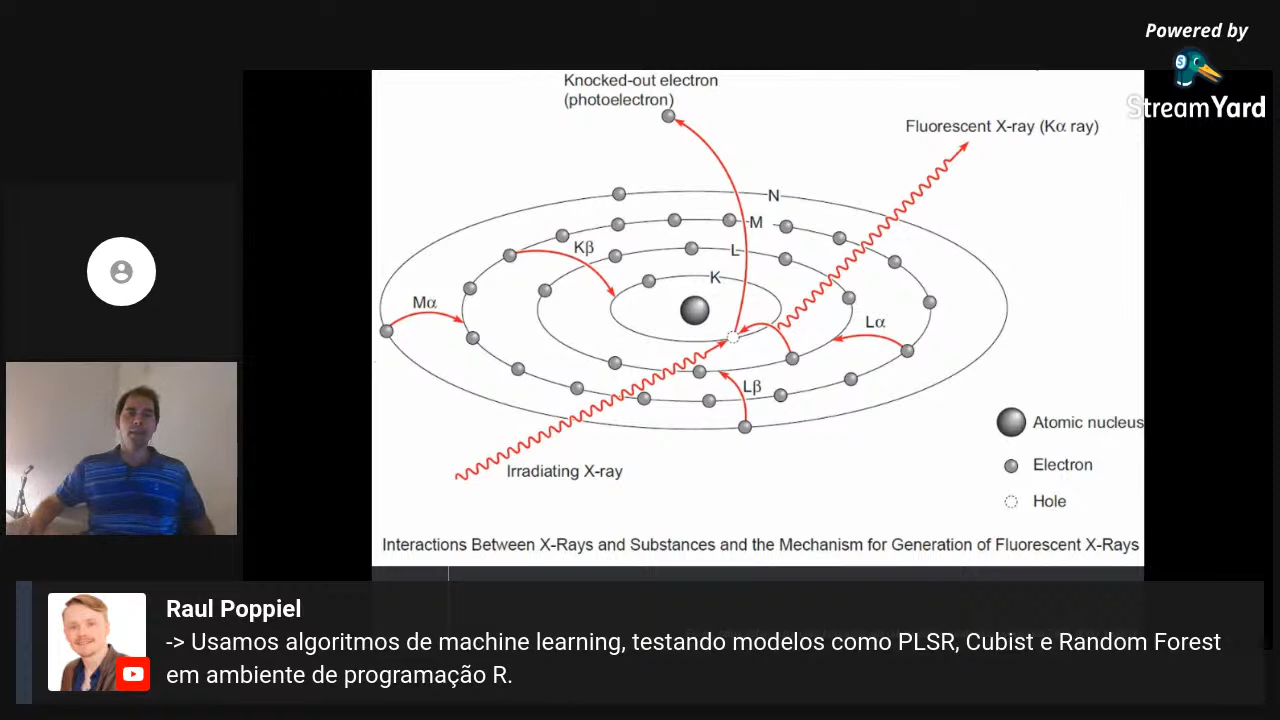 Powered by
StreamYard
Knocked-out electron
(photoelectron)
Fluorescent X-ray (Kα ray)
N
M
L
K
Kβ
Mα
Lα
Lβ
Irradiating X-ray
Atomic nucleus
Electron
Hole
Interactions Between X-Rays and Substances and the Mechanism for Generation of Fluorescent X-Rays
Raul Poppiel
-> Usamos algoritmos de machine learning, testando modelos como PLSR, Cubist e Random Forest
em ambiente de programação R.